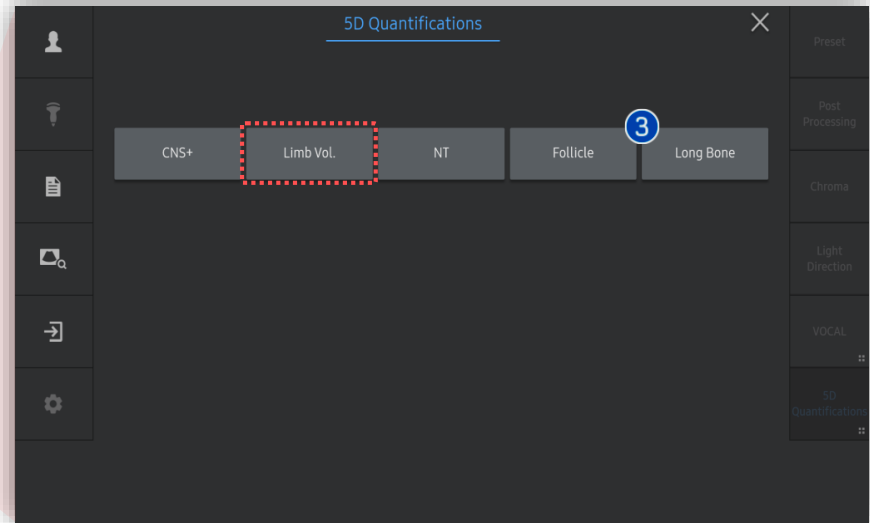 5D Quantifications
Preset
Post
Processing
3
CNS+
Limb Vol.
NT
Follicle
Long Bone
Chroma
Light
Direction
VOCAL
5D
Quantifications